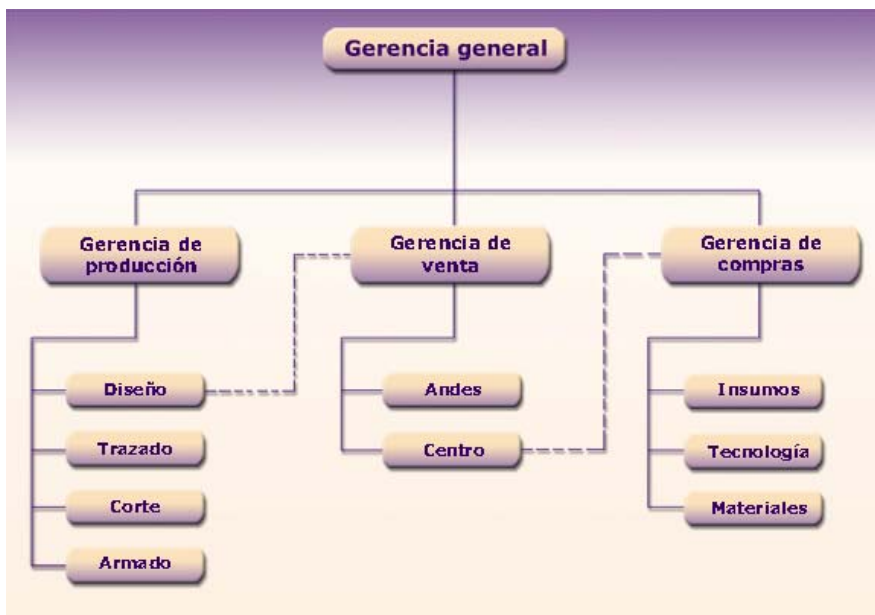 Gerencia general
Gerencia de
producción
Gerencia de
venta
Gerencia de
compras
Diseño
Trazado
Corte
Armado
Andes
Centro
Insumos
Tecnología
Materiales